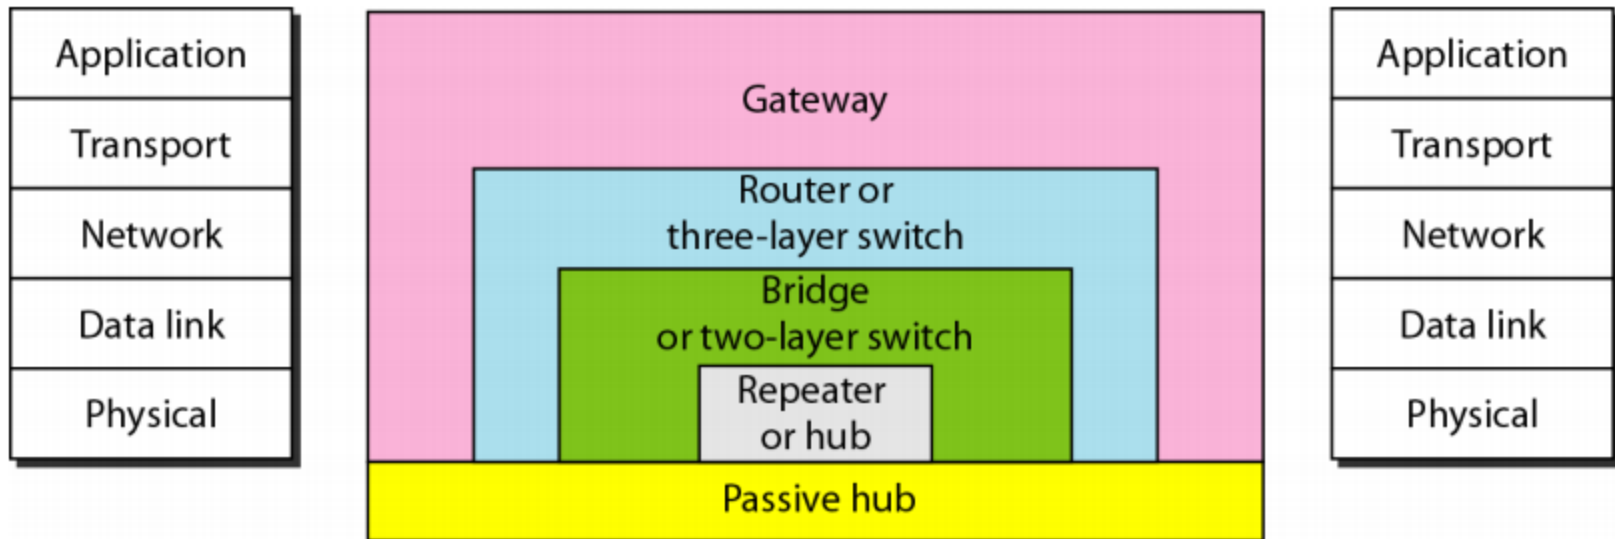 Application
Transport
Network
Data link
Physical
Gateway
Router or
three-layer switch
Bridge
or two-layer switch
Repeater
or hub
Passive hub
Application
Transport
Network
Data link
Physical